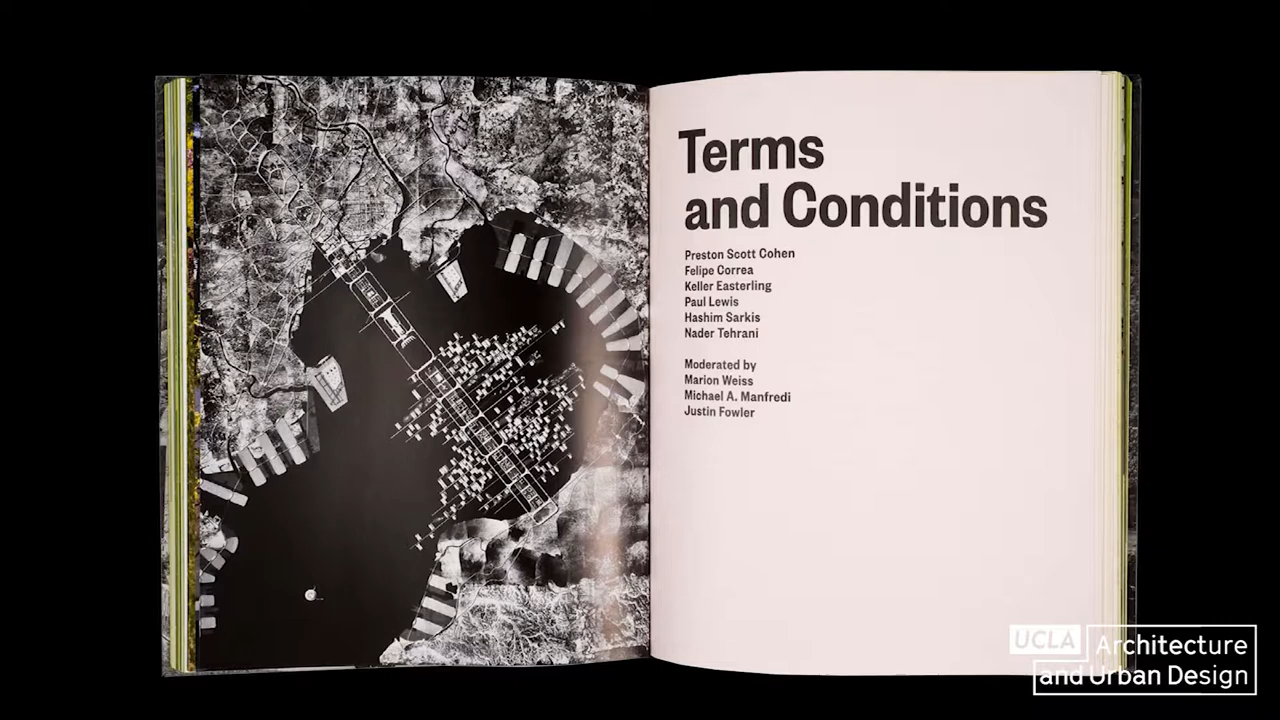 Terms
and Conditions
Preston Scott Cohen
Felipe Correa
Keller Easterling
Paul Lewis
Hashim Sarkis
Nader Tehrani
Moderated by
Marion Weiss
Michael A. Manfredi
Justin Fowler
UCLA Architecture
and Urban Design